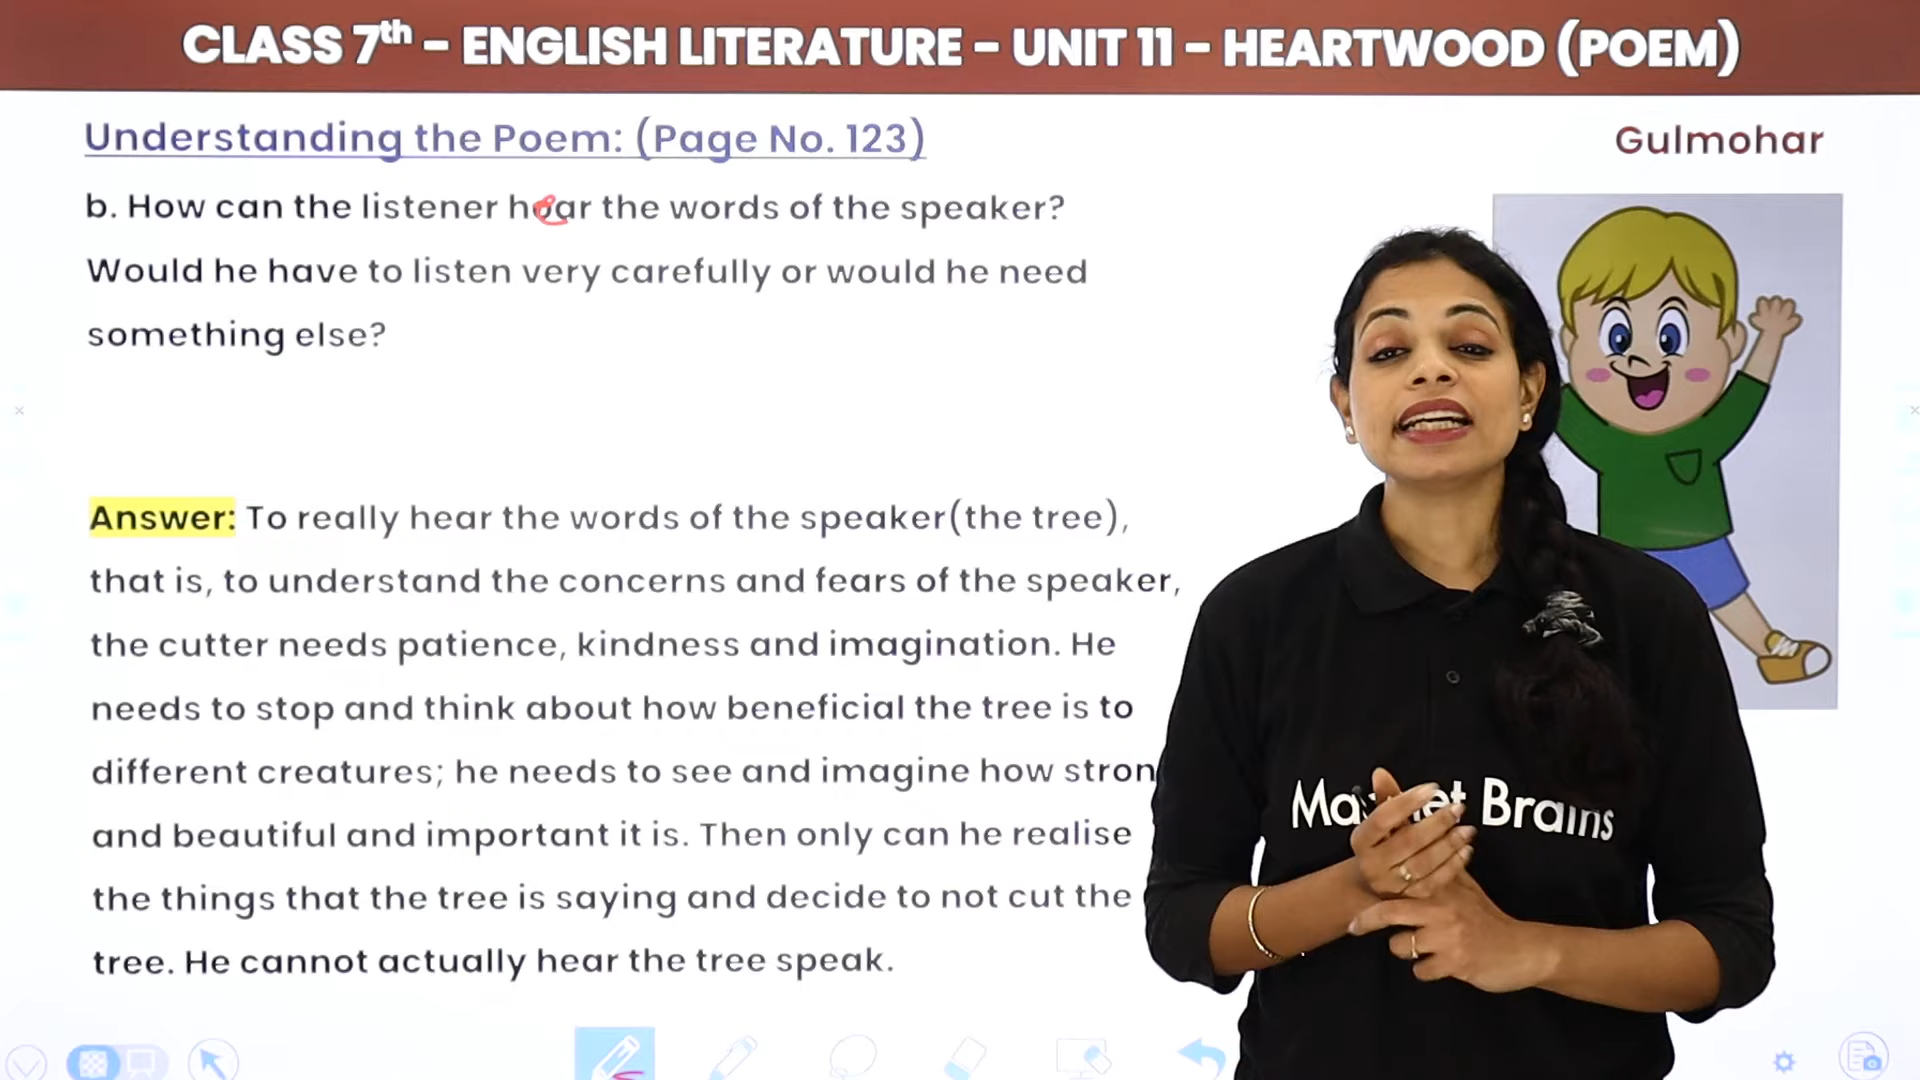 CLASS 7th – ENGLISH LITERATURE – UNIT 11 – HEARTWOOD (POEM)
Understanding the Poem: (Page No. 123)
Gulmohar
b. How can the listener hear the words of the speaker?
Would he have to listen very carefully or would he need
something else?
Answer: To really hear the words of the speaker(the tree),
that is, to understand the concerns and fears of the speaker,
the cutter needs patience, kindness and imagination. He
needs to stop and think about how beneficial the tree is to
different creatures; he needs to see and imagine how stron
and beautiful and important it is. Then only can he realise
the things that the tree is saying and decide to not cut the
tree. He cannot actually hear the tree speak.
Brains